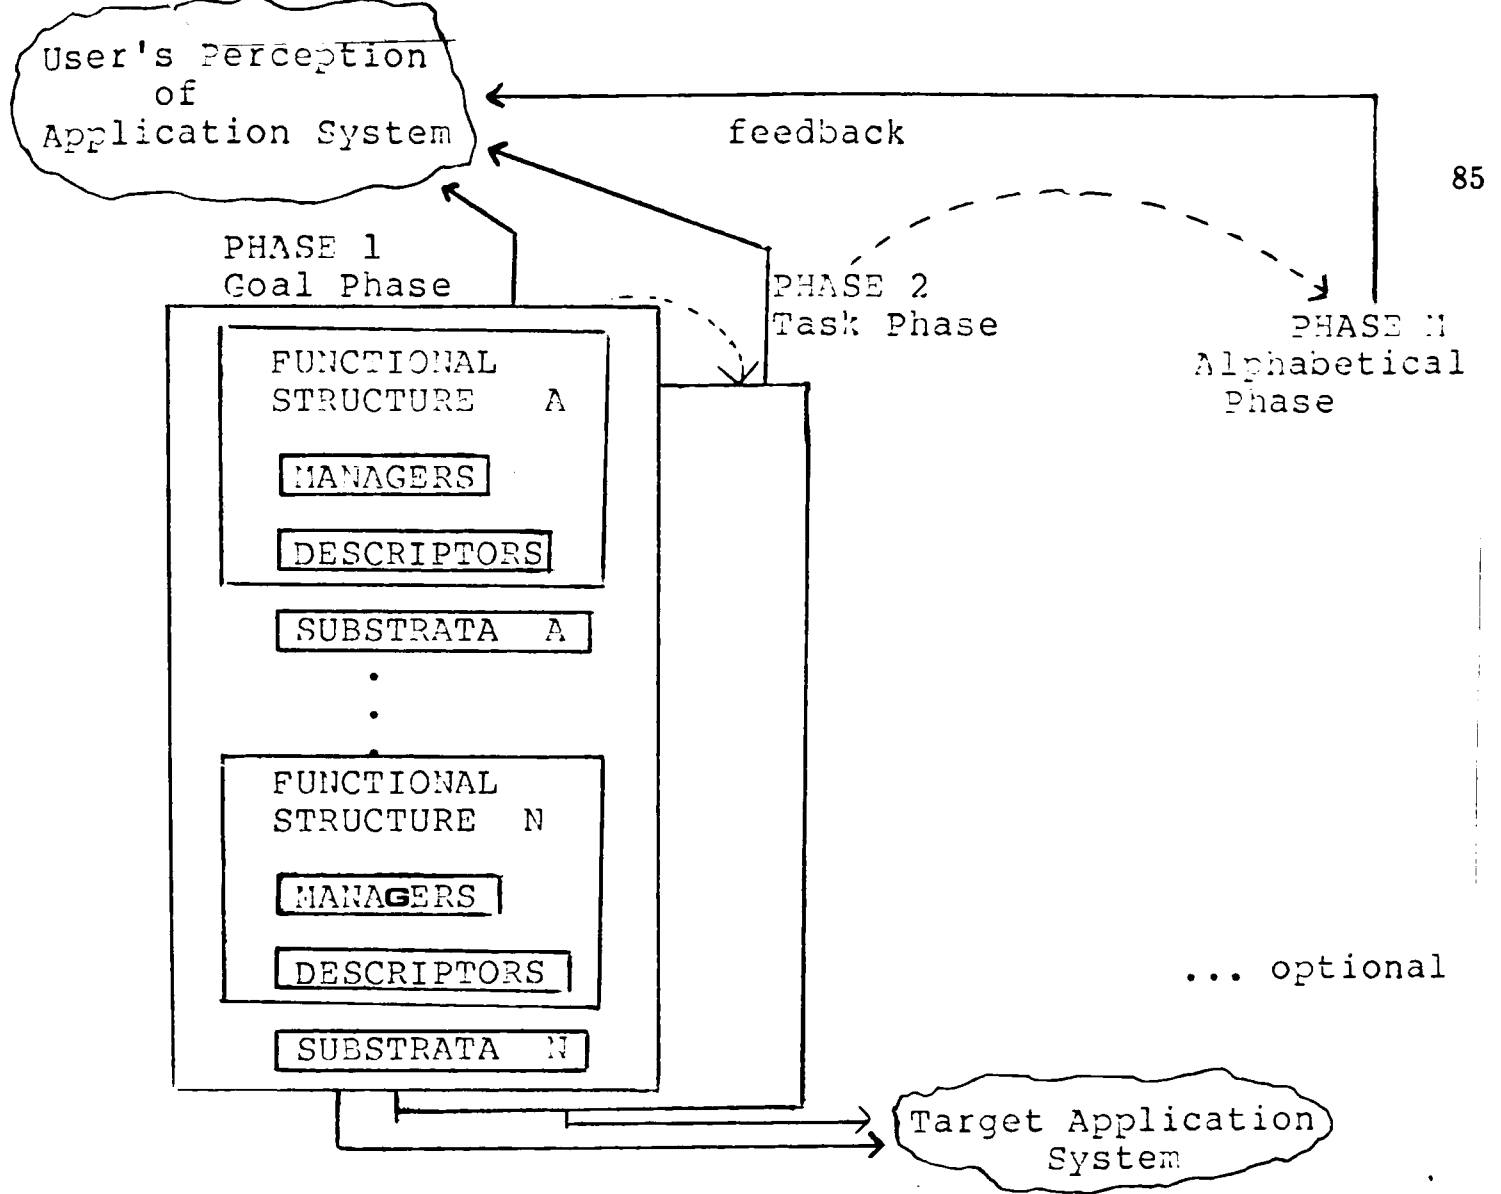 User's Perception
of
Application System
feedback
85
PHASE 1
Goal Phase
PHASE 2
Task Phase
PHASE N
Alphabetical
Phase
FUNCTIONAL
STRUCTURE A
MANAGERS
DESCRIPTORS
SUBSTRATA A
.
.
.
FUNCTIONAL
STRUCTURE N
MANAGERS
DESCRIPTORS
... optional
SUBSTRATA N
Target Application
System